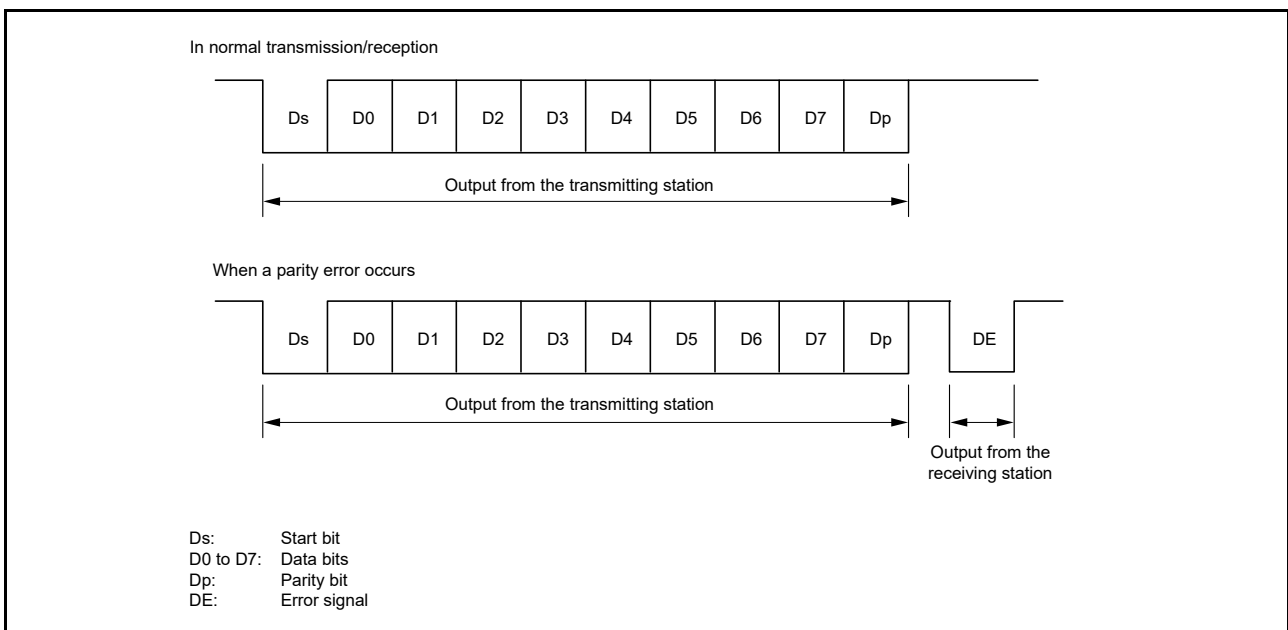 In normal transmission/reception
Ds D0 D1 D2 D3 D4 D5 D6 D7 Dp
Output from the transmitting station
When a parity error occurs
Ds D0 D1 D2 D3 D4 D5 D6 D7 Dp DE
Output from the transmitting station
Output from the
receiving station
Ds: Start bit
D0 to D7: Data bits
Dp: Parity bit
DE: Error signal